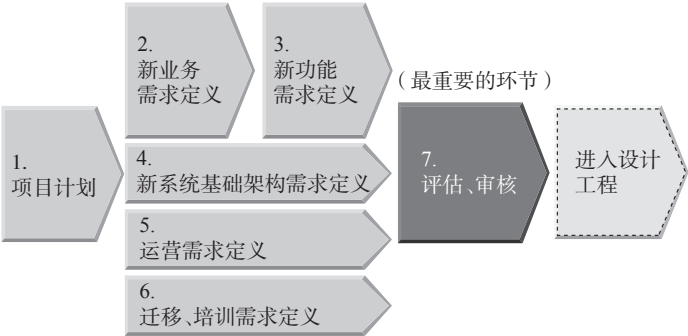 1.
项目计划
2.
新业务
需求定义
3.
新功能
需求定义
4.
新系统基础架构需求定义
5.
运营需求定义
6.
迁移、培训需求定义
(最重要的环节)
7.
评估、审核
进入设计
工程